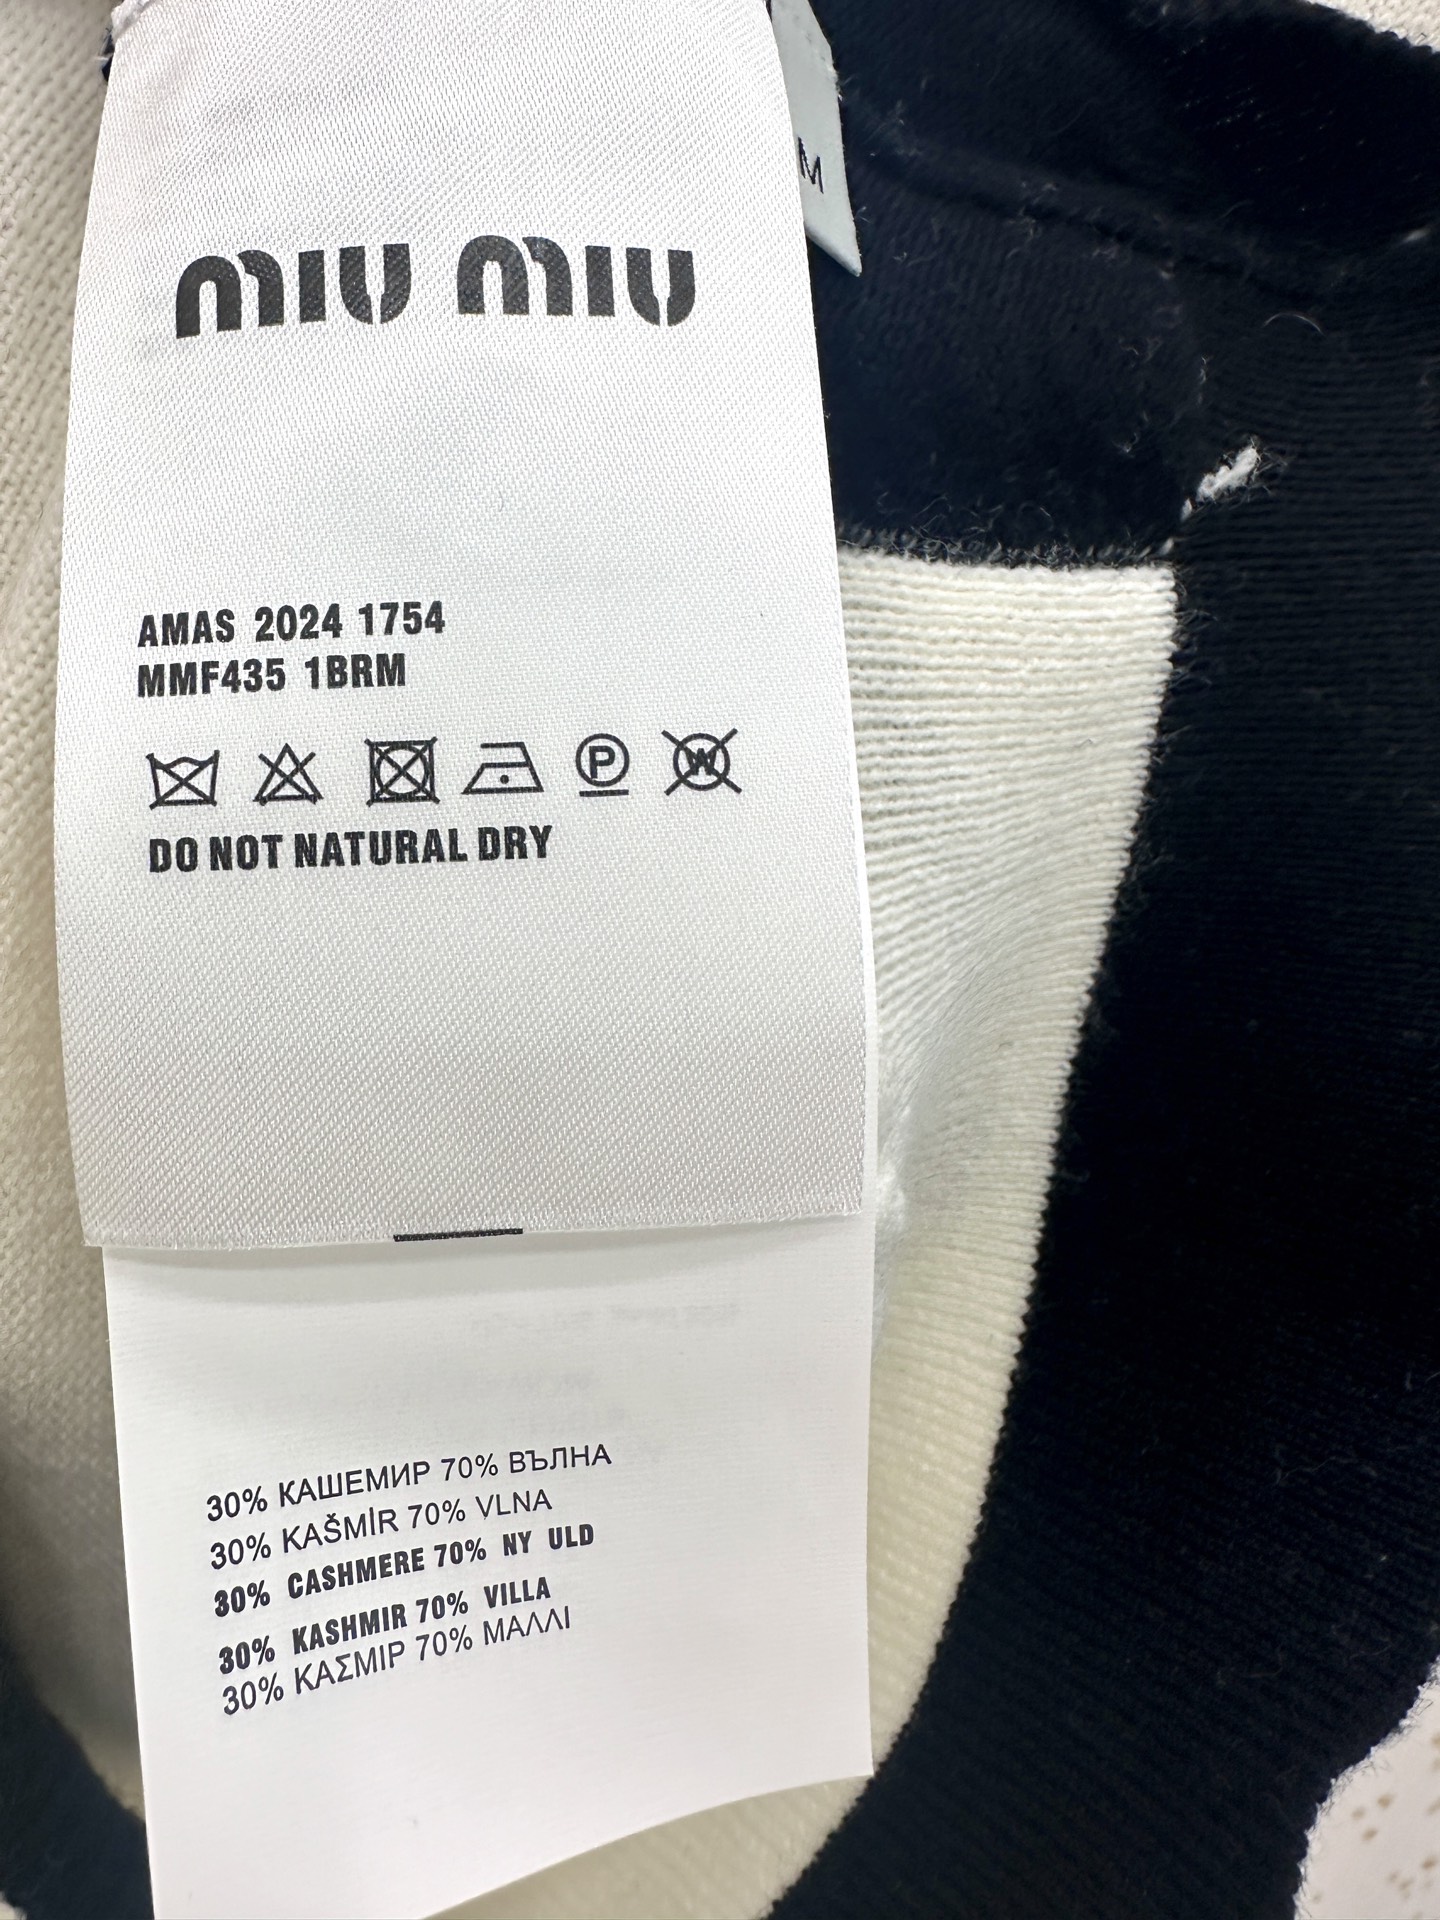 M
MIU MIU
AMAS 2024 1754
MMF435 1BRM
P W
DO NOT NATURAL DRY
30% КАШЕМИР 70% ВЪЛНА
30% KAŠMÍR 70% VLNA
30% CASHMERE 70% NY ULD
30% KASHMIR 70% VILLA
30% ΚΑΣΜΙΡ 70% ΜΑΛΛΙ